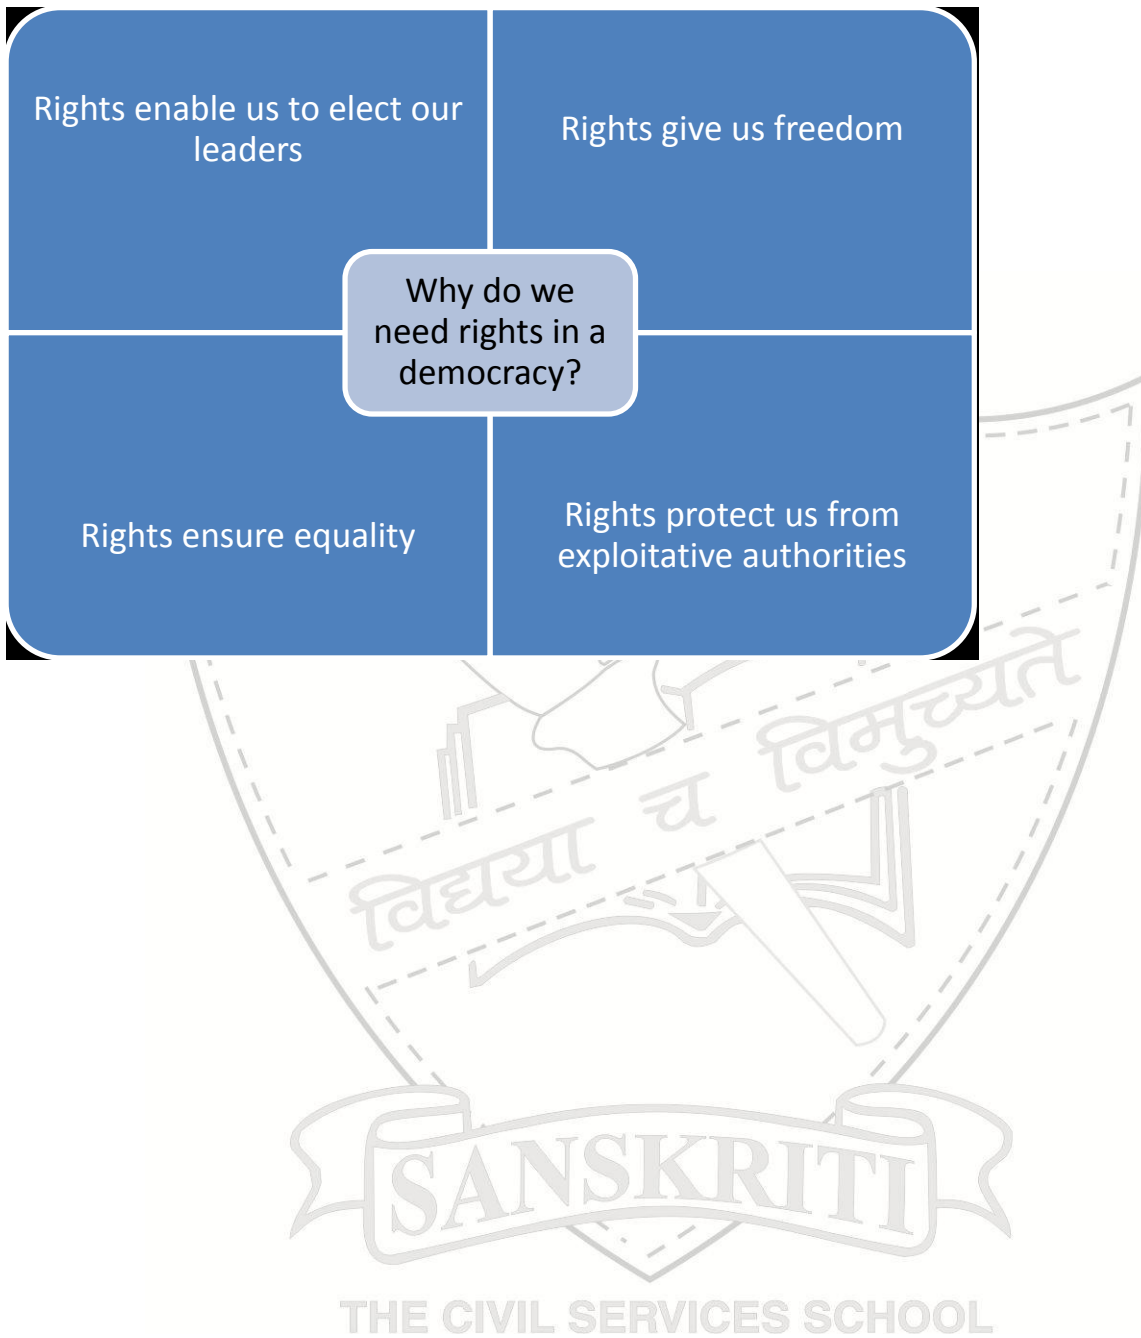 Rights enable us to elect our
leaders
Rights give us freedom
Why do we
need rights in a
democracy?
Rights ensure equality
Rights protect us from
exploitative authorities
विद्यया च विमुच्यते
SANSKRITI
THE CIVIL SERVICES SCHOOL